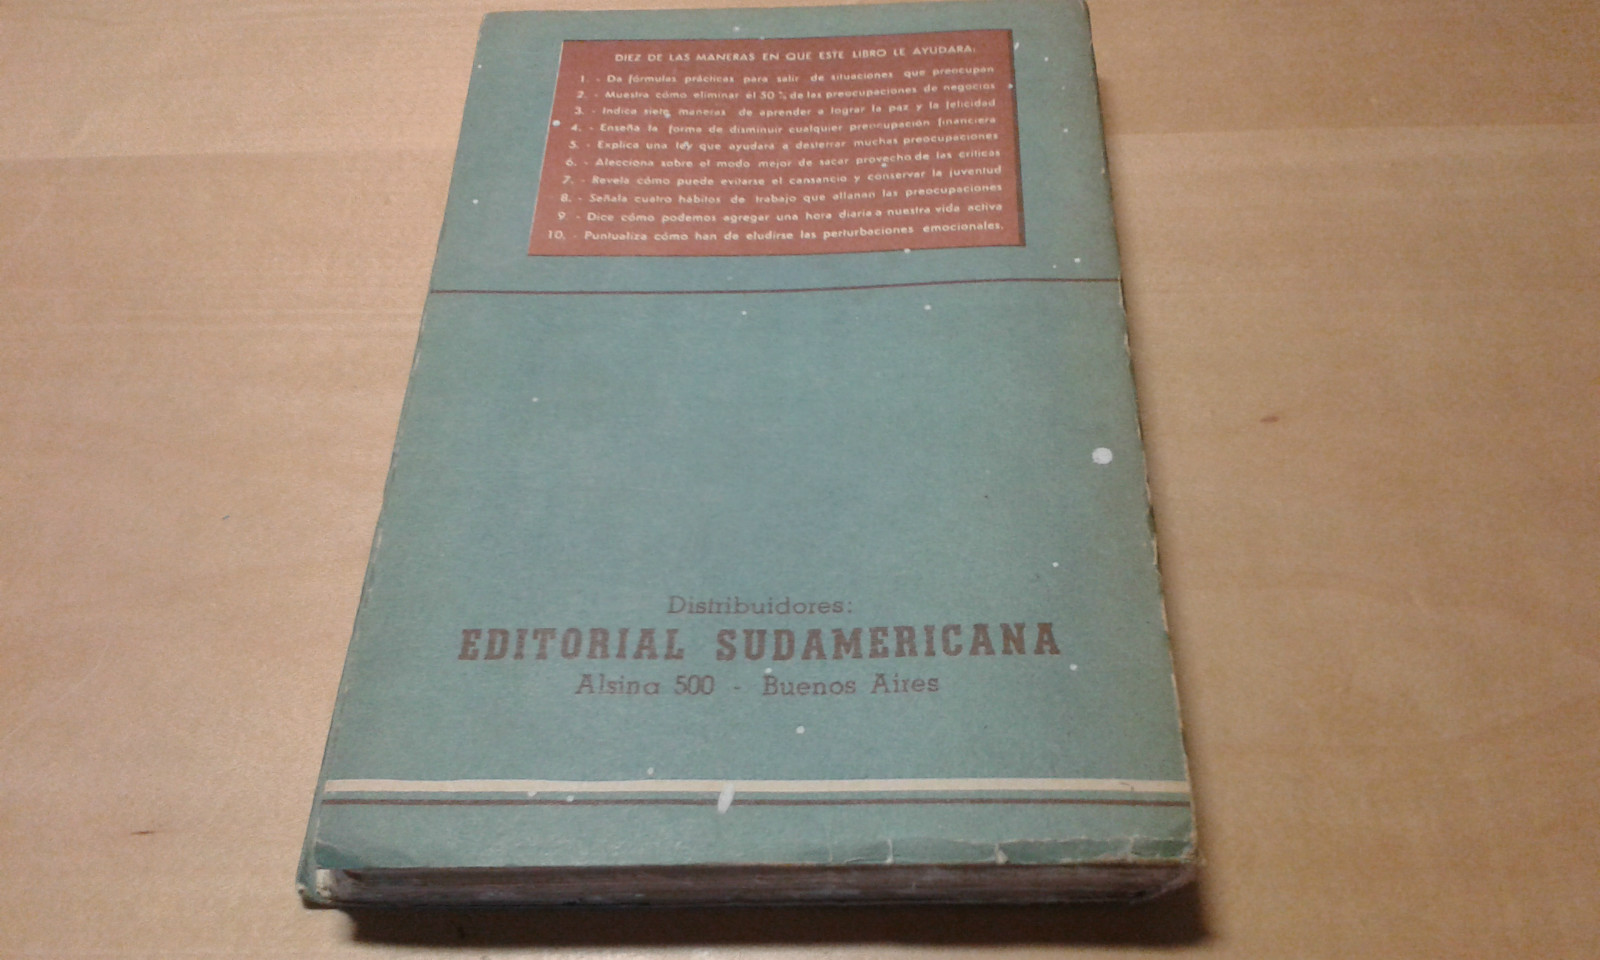 DIEZ DE LAS MANERAS EN QUE ESTE LIBRO LE AYUDARA:
1. - Da fórmulas prácticas para salir de situaciones que preocupan
2. - Muestra cómo eliminar él 50 % de las preocupaciones de negocios
3. - Indica siete maneras de aprender a lograr la paz y la felicidad
4. - Enseña la forma de disminuir cualquier preocupación financiera
5. - Explica una ley que ayudará a desterrar muchas preocupaciones
6. - Alecciona sobre el modo mejor de sacar provecho de las críticas
7. - Revela cómo puede evitarse el cansancio y conservar la juventud
8. - Señala cuatro hábitos de trabajo que allanan las preocupaciones
9 - Dice cómo podemos agregar una hora diaria a nuestra vida activa
10. - Puntualiza cómo han de eludirse las perturbaciones emocionales.
Distribuidores:
EDITORIAL SUDAMERICANA
Alsina 500 - Buenos Aires